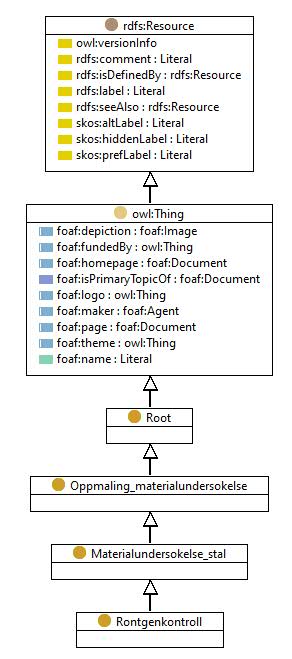 rdfs:Resource
owl:versionInfo
rdfs:comment : Literal
rdfs:isDefinedBy : rdfs:Resource
rdfs:label : Literal
rdfs:seeAlso : rdfs:Resource
skos:altLabel : Literal
skos:hiddenLabel : Literal
skos:prefLabel : Literal
owl:Thing
foaf:depiction : foaf:Image
foaf:fundedBy : owl:Thing
foaf:homepage : foaf:Document
foaf:isPrimaryTopicOf : foaf:Document
foaf:logo : owl:Thing
foaf:maker : foaf:Agent
foaf:page : foaf:Document
foaf:theme : owl:Thing
foaf:name : Literal
Root
Oppmaling_materialundersokelse
Materialundersokelse_stal
Rontgenkontroll